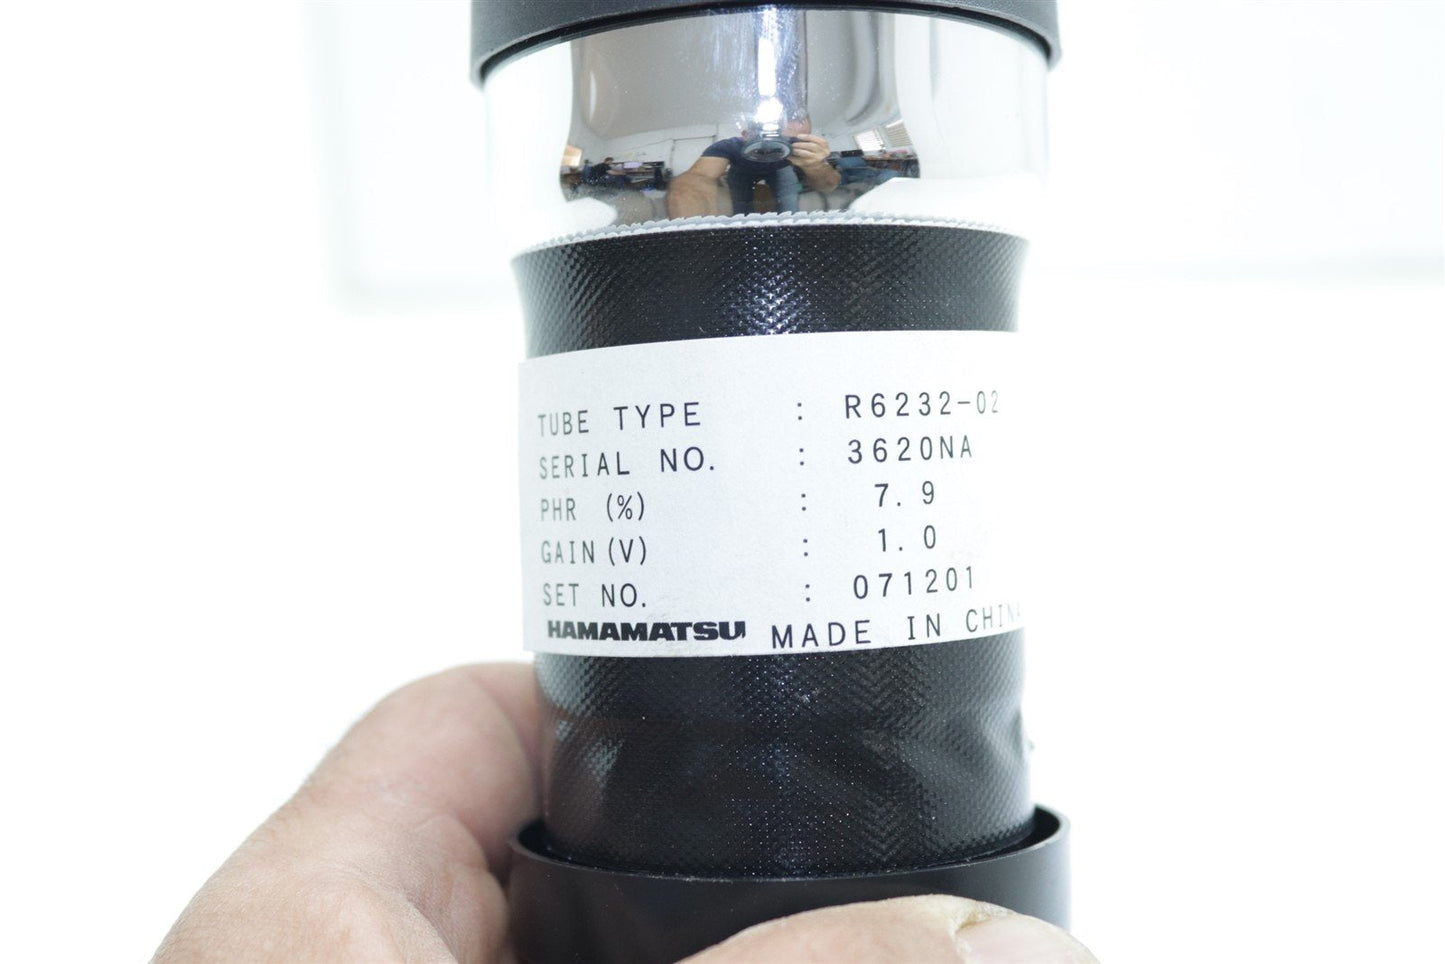 TUBE TYPE : R6232-02
SERIAL NO. : 3620NA
PHR (%) : 7.9
GAIN(V) : 1.0
SET NO. : 071201
HAMAMATSU MADE IN CHINA